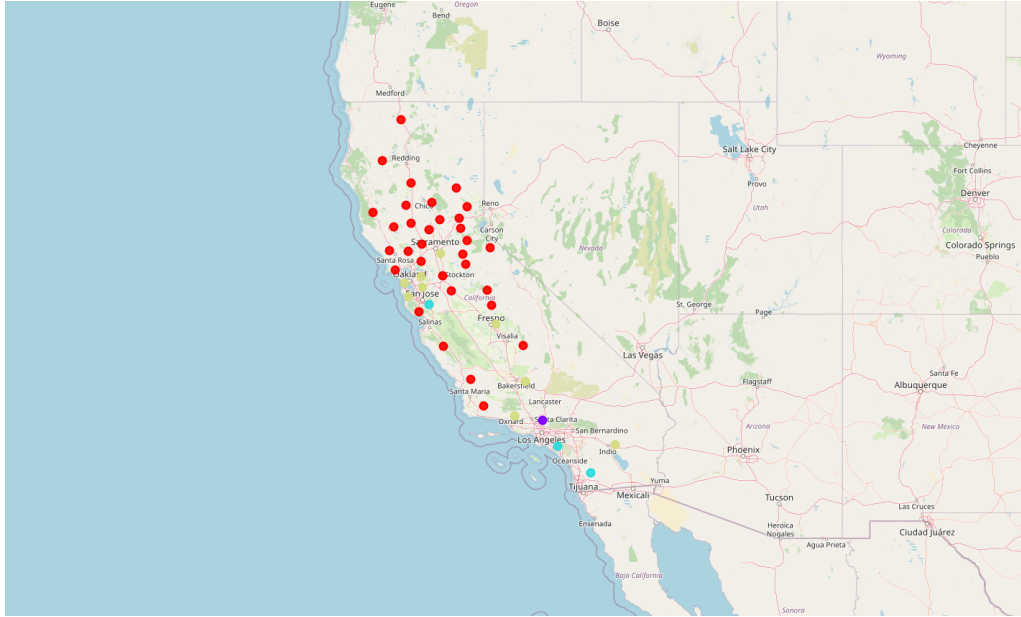 Eugene
Oregon
Bend
Boise
Wyoming
Medford
Salt Lake City
Cheyenne
Redding
Fort Collins
Provo
Denver
Chico
Reno
Utah
Carson
City
Colorado
Sacramento
Nevada
Colorado Springs
Santa Rosa
Pueblo
Oakland
Stockton
San Jose
California
St. George
Page
Salinas
Fresno
Visalia
Las Vegas
Santa Fe
Santa Maria
Bakersfield
Flagstaff
Albuquerque
Lancaster
Oxnard
Santa Clarita
Arizona
New Mexico
San Bernardino
Los Angeles
Indio
Phoenix
Oceanside
Yuma
Tijuana
Mexicali
Tucson
Las Cruces
Ensenada
Heroica
Nogales
Ciudad Juárez
Agua Prieta
Baja California
Sonora